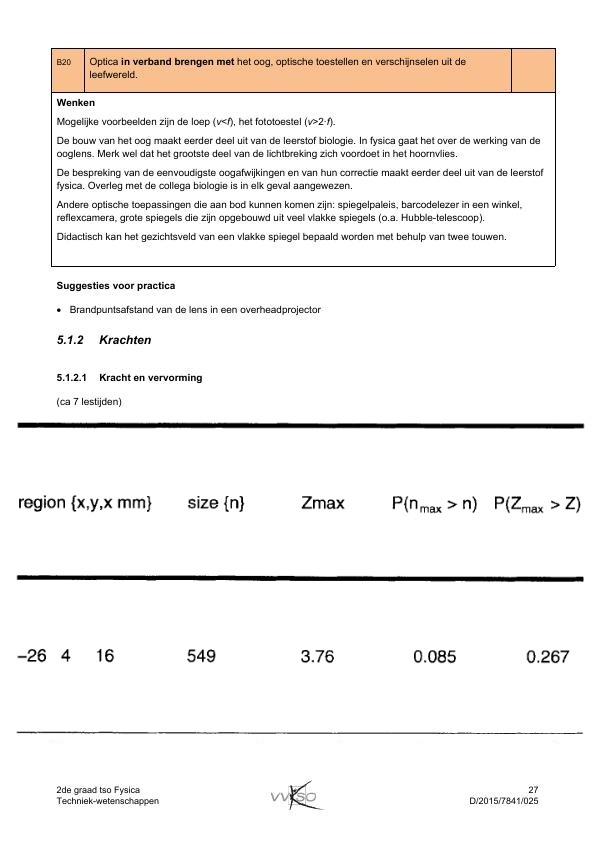 B20 Optica in verband brengen met het oog, optische toestellen en verschijnselen uit de
leefwereld.
Wenken
Mogelijke voorbeelden zijn de loep (v<f), het fototoestel (v>2·f).
De bouw van het oog maakt eerder deel uit van de leerstof biologie. In fysica gaat het over de werking van de
ooglens. Merk wel dat het grootste deel van de lichtbreking zich voordoet in het hoornvlies.
De bespreking van de eenvoudigste oogafwijkingen en van hun correctie maakt eerder deel uit van de leerstof
fysica. Overleg met de collega biologie is in elk geval aangewezen.
Andere optische toepassingen die aan bod kunnen komen zijn: spiegelpaleis, barcodelezer in een winkel,
reflexcamera, grote spiegels die zijn opgebouwd uit veel vlakke spiegels (o.a. Hubble-telescoop).
Didactisch kan het gezichtsveld van een vlakke spiegel bepaald worden met behulp van twee touwen.
Suggesties voor practica
• Brandpuntsafstand van de lens in een overheadprojector
5.1.2 Krachten
5.1.2.1 Kracht en vervorming
(ca 7 lestijden)
region {x,y,x mm} size {n} Zmax P(nmax > n) P(Zmax > Z)
−26 4 16 549 3.76 0.085 0.267
2de graad tso Fysica 27
Techniek-wetenschappen D/2015/7841/025
vvkso